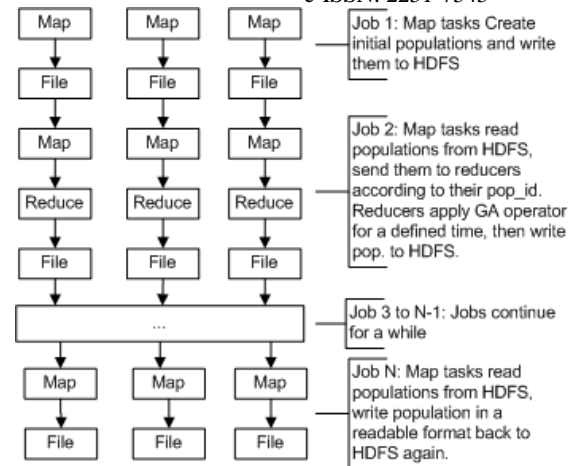 Map Map Map
File File File
Map Map Map
Reduce Reduce Reduce
File File File
...
Map Map Map
File File File
Job 1: Map tasks Create
initial populations and write
them to HDFS
Job 2: Map tasks read
populations from HDFS,
send them to reducers
according to their pop_id.
Reducers apply GA operator
for a defined time, then write
pop. to HDFS.
Job 3 to N-1: Jobs continue
for a while
Job N: Map tasks read
populations from HDFS,
write population in a
readable format back to
HDFS again.